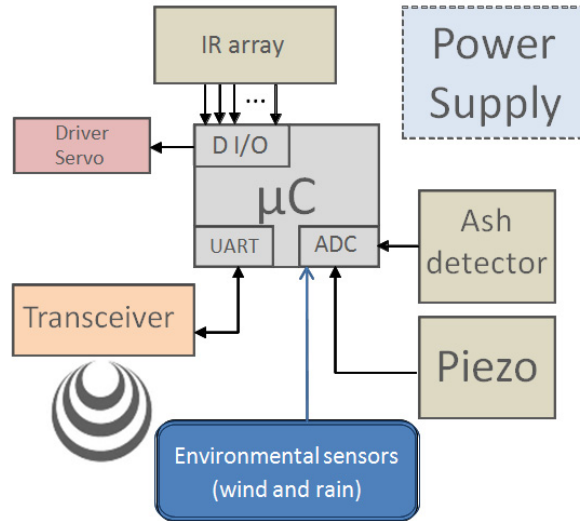 IR array
Power
Supply
...
Driver
Servo
D I/O
μC
UART
ADC
Ash
detector
Transceiver
Piezo
Environmental sensors
(wind and rain)